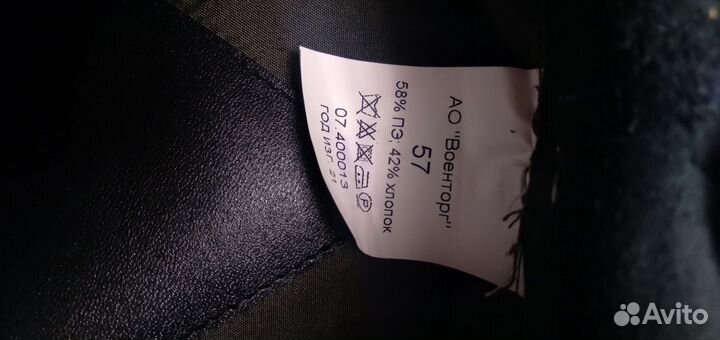 АО "Военторг"
57
58% ПЭ; 42% хлопок
P
07.400013
год изг. 21
Avito